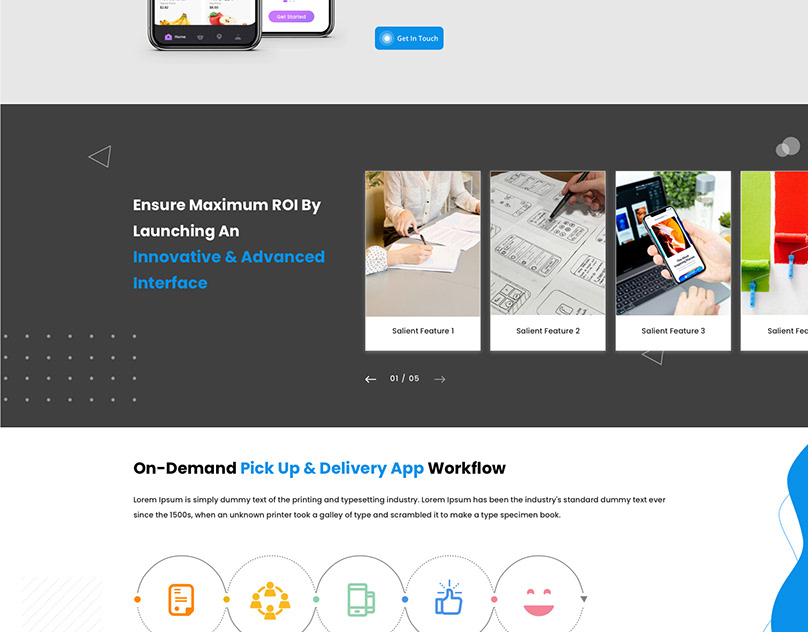 $6.92
$8.50
Get Started
Home
Get In Touch
Ensure Maximum ROI By
Launching An
Innovative & Advanced
Interface
Salient Feature 1
Salient Feature 2
Salient Feature 3
Salient Fea
01 / 05
On-Demand Pick Up & Delivery App Workflow
Lorem Ipsum is simply dummy text of the printing and typesetting industry. Lorem Ipsum has been the industry's standard dummy text ever
since the 1500s, when an unknown printer took a galley of type and scrambled it to make a type specimen book.